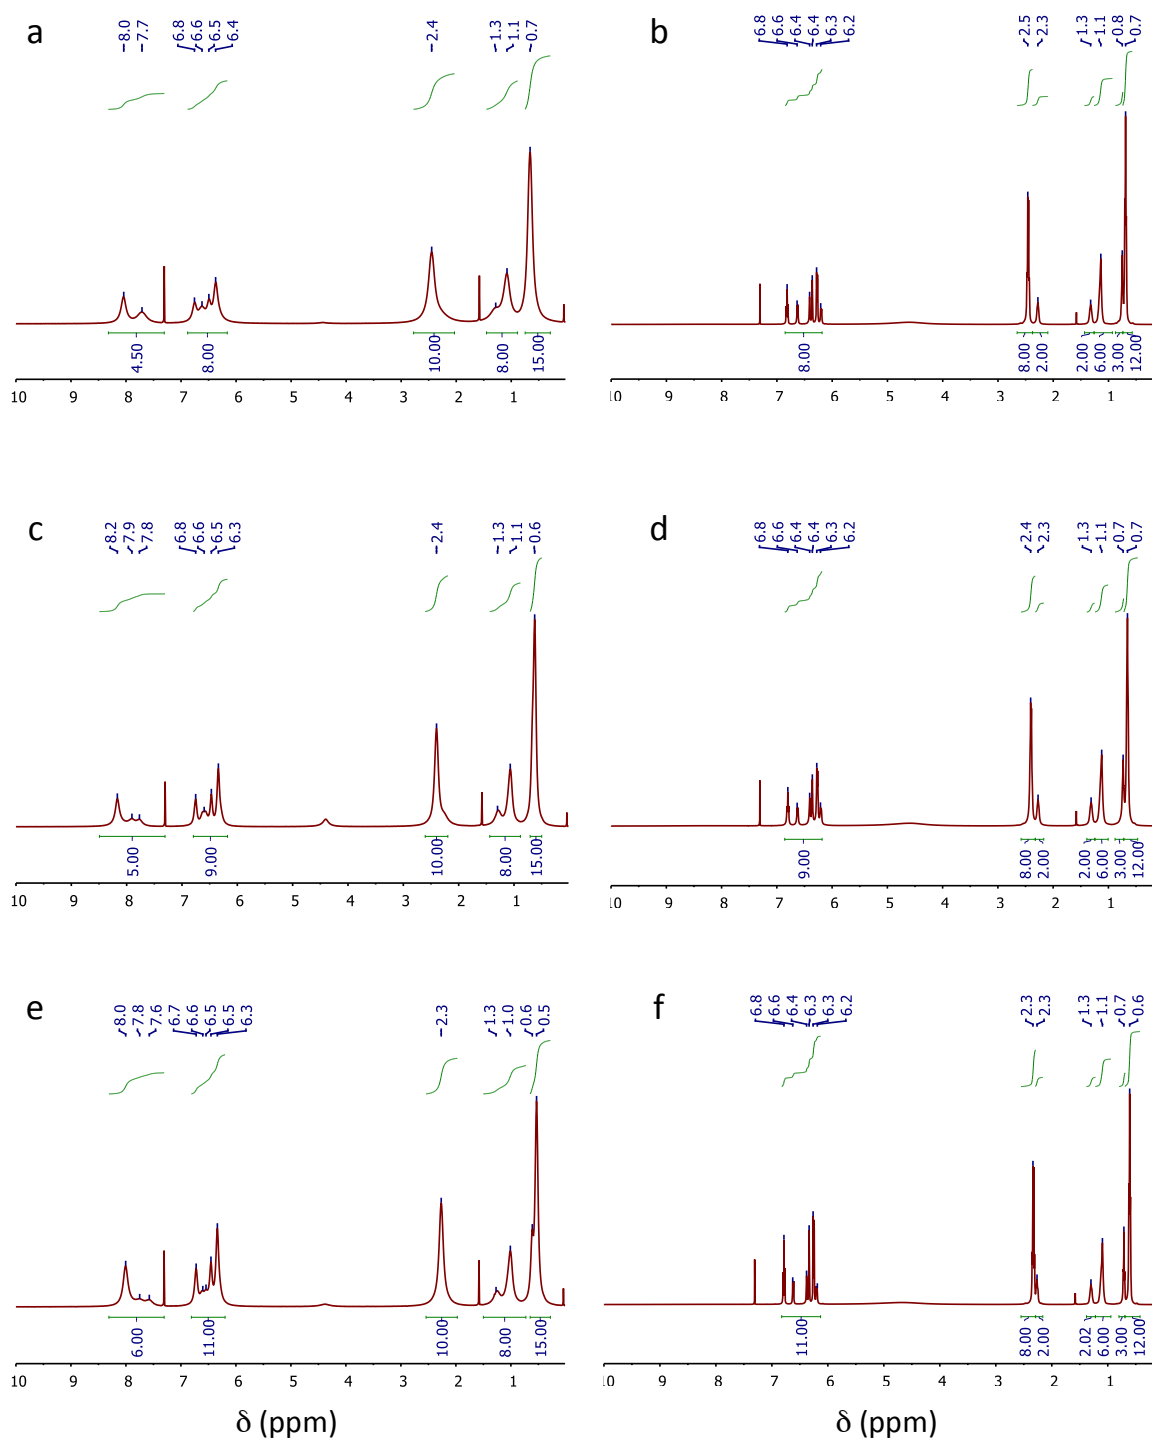 a
8.0 7.7 6.8 6.6 6.5 6.4 2.4 1.3 1.1 0.7
4.50 8.00 10.00 8.00 15.00
10 9 8 7 6 5 4 3 2 1
b
6.8 6.6 6.4 6.4 6.3 6.2 2.5 2.3 1.3 1.1 0.8 0.7
8.00 8.00 2.00 2.00 6.00 3.00 12.00
10 9 8 7 6 5 4 3 2 1
c
8.2 7.9 7.8 6.8 6.6 6.5 6.3 2.4 1.3 1.1 0.6
5.00 9.00 10.00 8.00 15.00
10 9 8 7 6 5 4 3 2 1
d
6.8 6.6 6.4 6.4 6.3 6.2 2.4 2.3 1.3 1.1 0.7 0.7
9.00 8.00 2.00 2.00 6.00 3.00 12.00
10 9 8 7 6 5 4 3 2 1
e
8.0 7.8 7.6 6.7 6.6 6.5 6.5 6.3 2.3 1.3 1.0 0.6 0.5
6.00 11.00 10.00 8.00 15.00
10 9 8 7 6 5 4 3 2 1
δ (ppm)
f
6.8 6.6 6.4 6.3 6.3 6.2 2.3 2.3 1.3 1.1 0.7 0.6
11.00 8.00 2.00 2.02 6.00 3.00 12.00
10 9 8 7 6 5 4 3 2 1
δ (ppm)